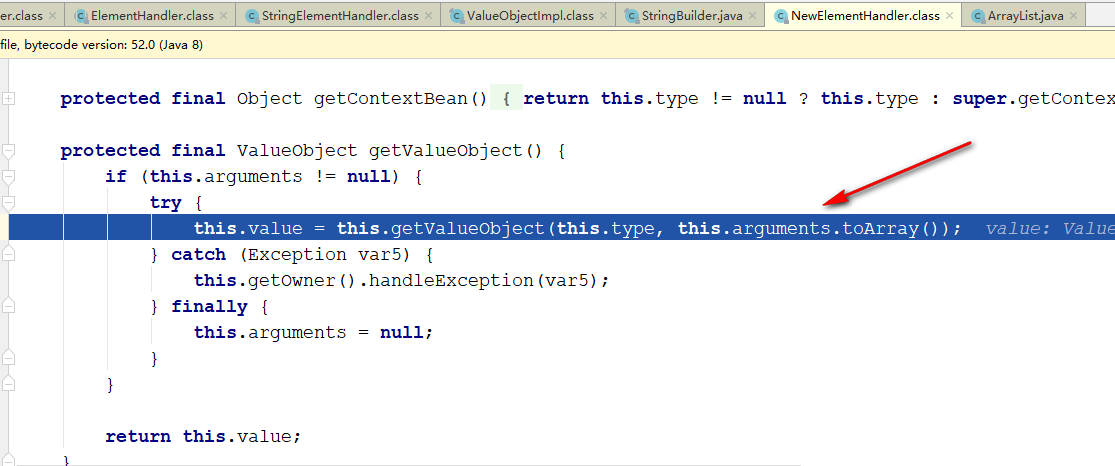 er.class × ElementHandler.class × StringElementHandler.class × ValueObjectImpl.class × StringBuilder.java × NewElementHandler.class × ArrayList.java ×
file, bytecode version: 52.0 (Java 8)
protected final Object getContextBean() { return this.type != null ? this.type : super.getContex
protected final ValueObject getValueObject() {
if (this.arguments != null) {
try {
this.value = this.getValueObject(this.type, this.arguments.toArray()); value: Value
} catch (Exception var5) {
this.getOwner().handleException(var5);
} finally {
this.arguments = null;
}
}
return this.value;
}